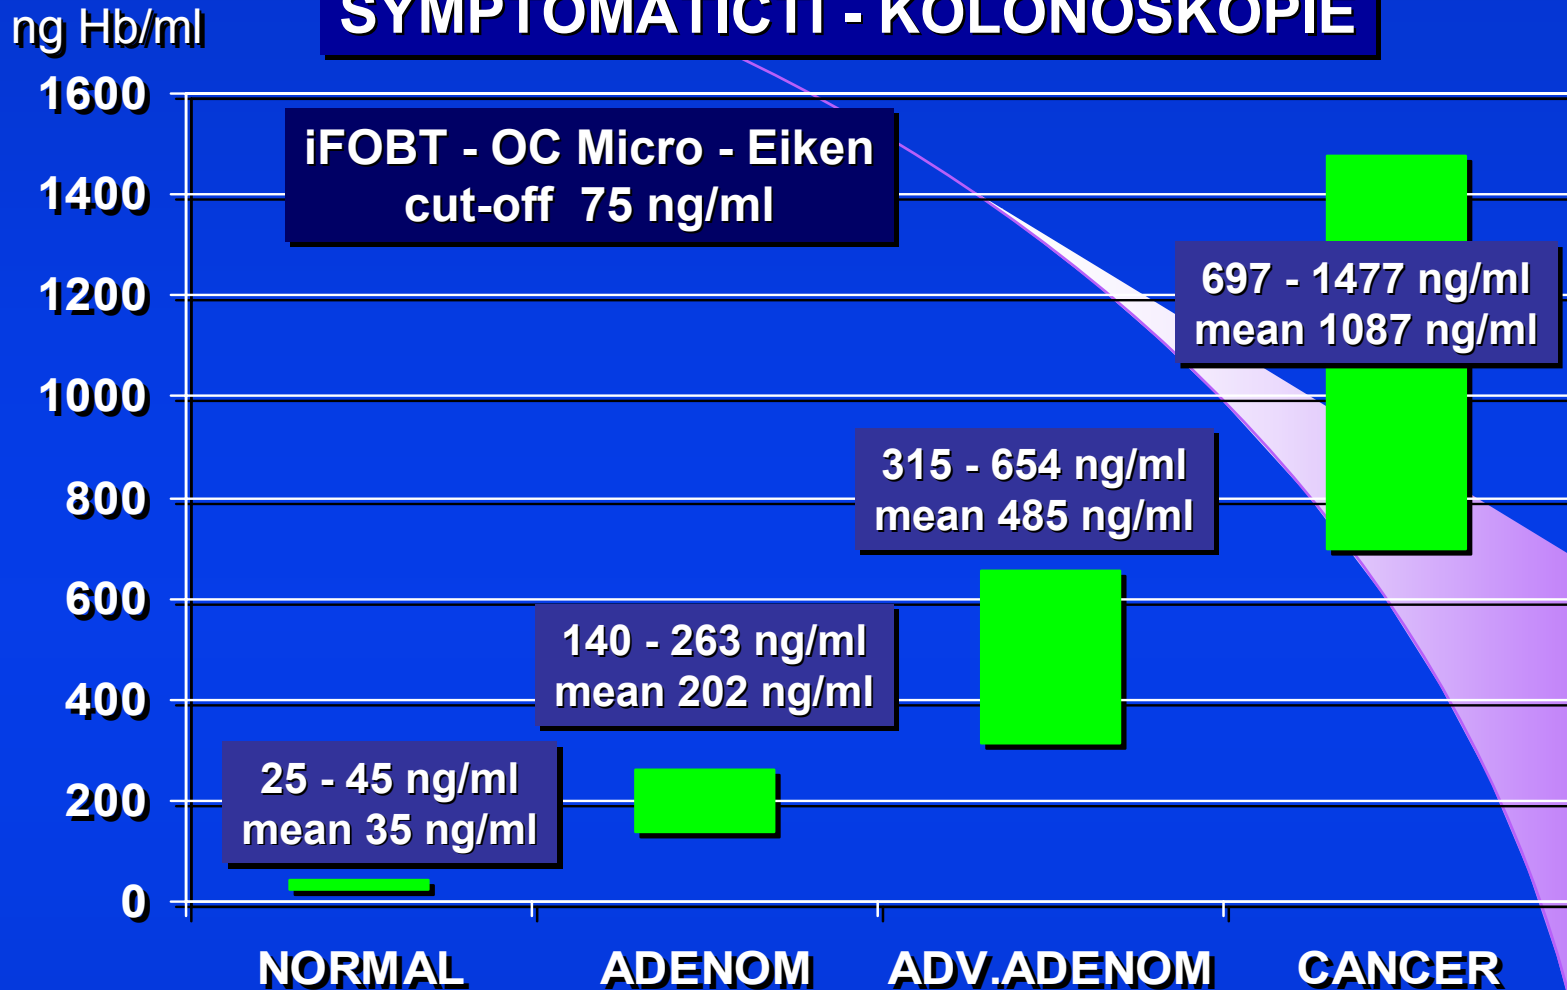 ng Hb/ml
SYMPTOMATIČTÍ - KOLONOSKOPIE
1600
iFOBT - OC Micro - Eiken
cut-off 75 ng/ml
1400
1200
697 - 1477 ng/ml
mean 1087 ng/ml
1000
800
315 - 654 ng/ml
mean 485 ng/ml
600
140 - 263 ng/ml
mean 202 ng/ml
400
200
25 - 45 ng/ml
mean 35 ng/ml
0
NORMAL ADENOM ADV.ADENOM CANCER